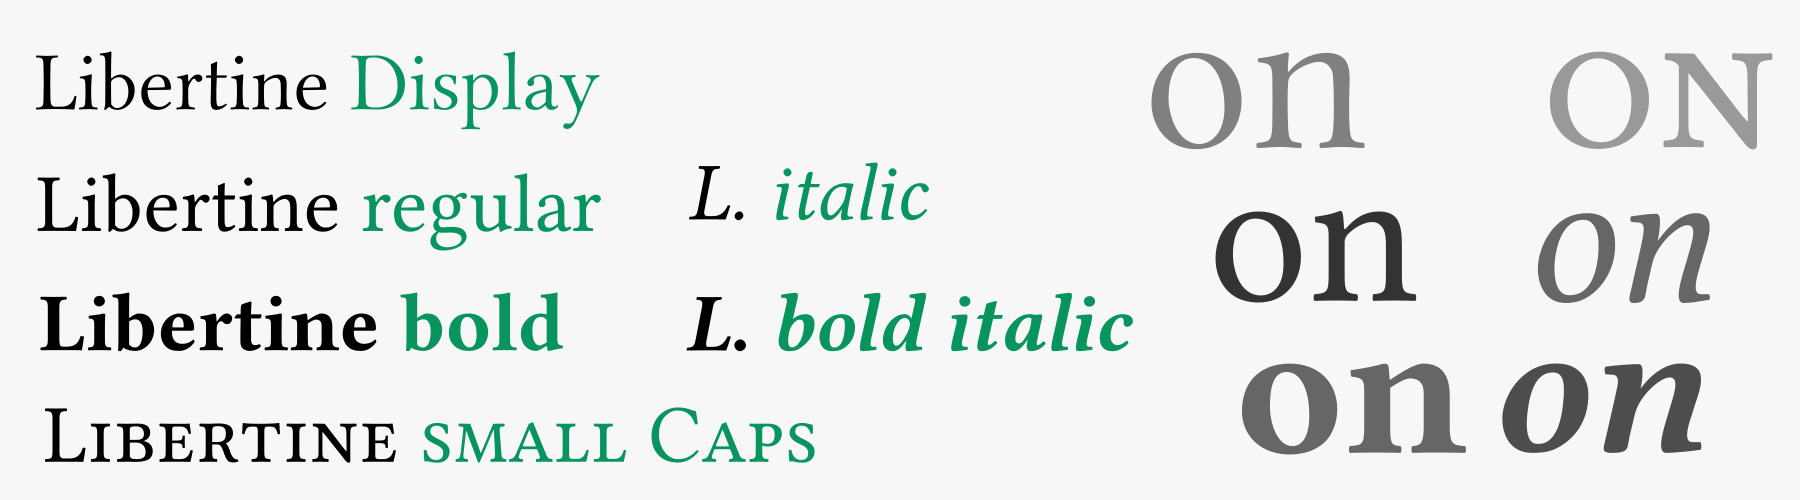 Libertine Display
Libertine regular
L. italic
Libertine bold
L. bold italic
Libertine small Caps
on
on
on
on
on
on